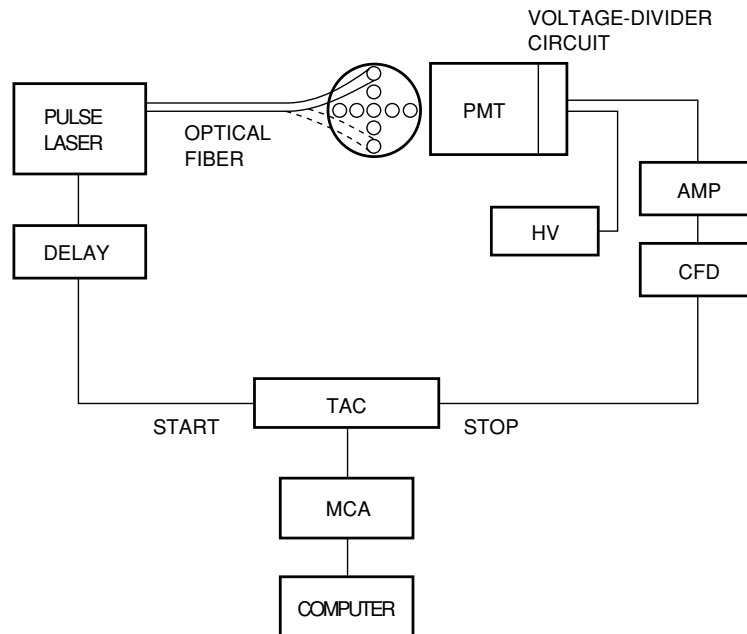 VOLTAGE-DIVIDER
CIRCUIT
PULSE
LASER
OPTICAL
FIBER
PMT
AMP
HV
DELAY
CFD
TAC
START
STOP
MCA
COMPUTER